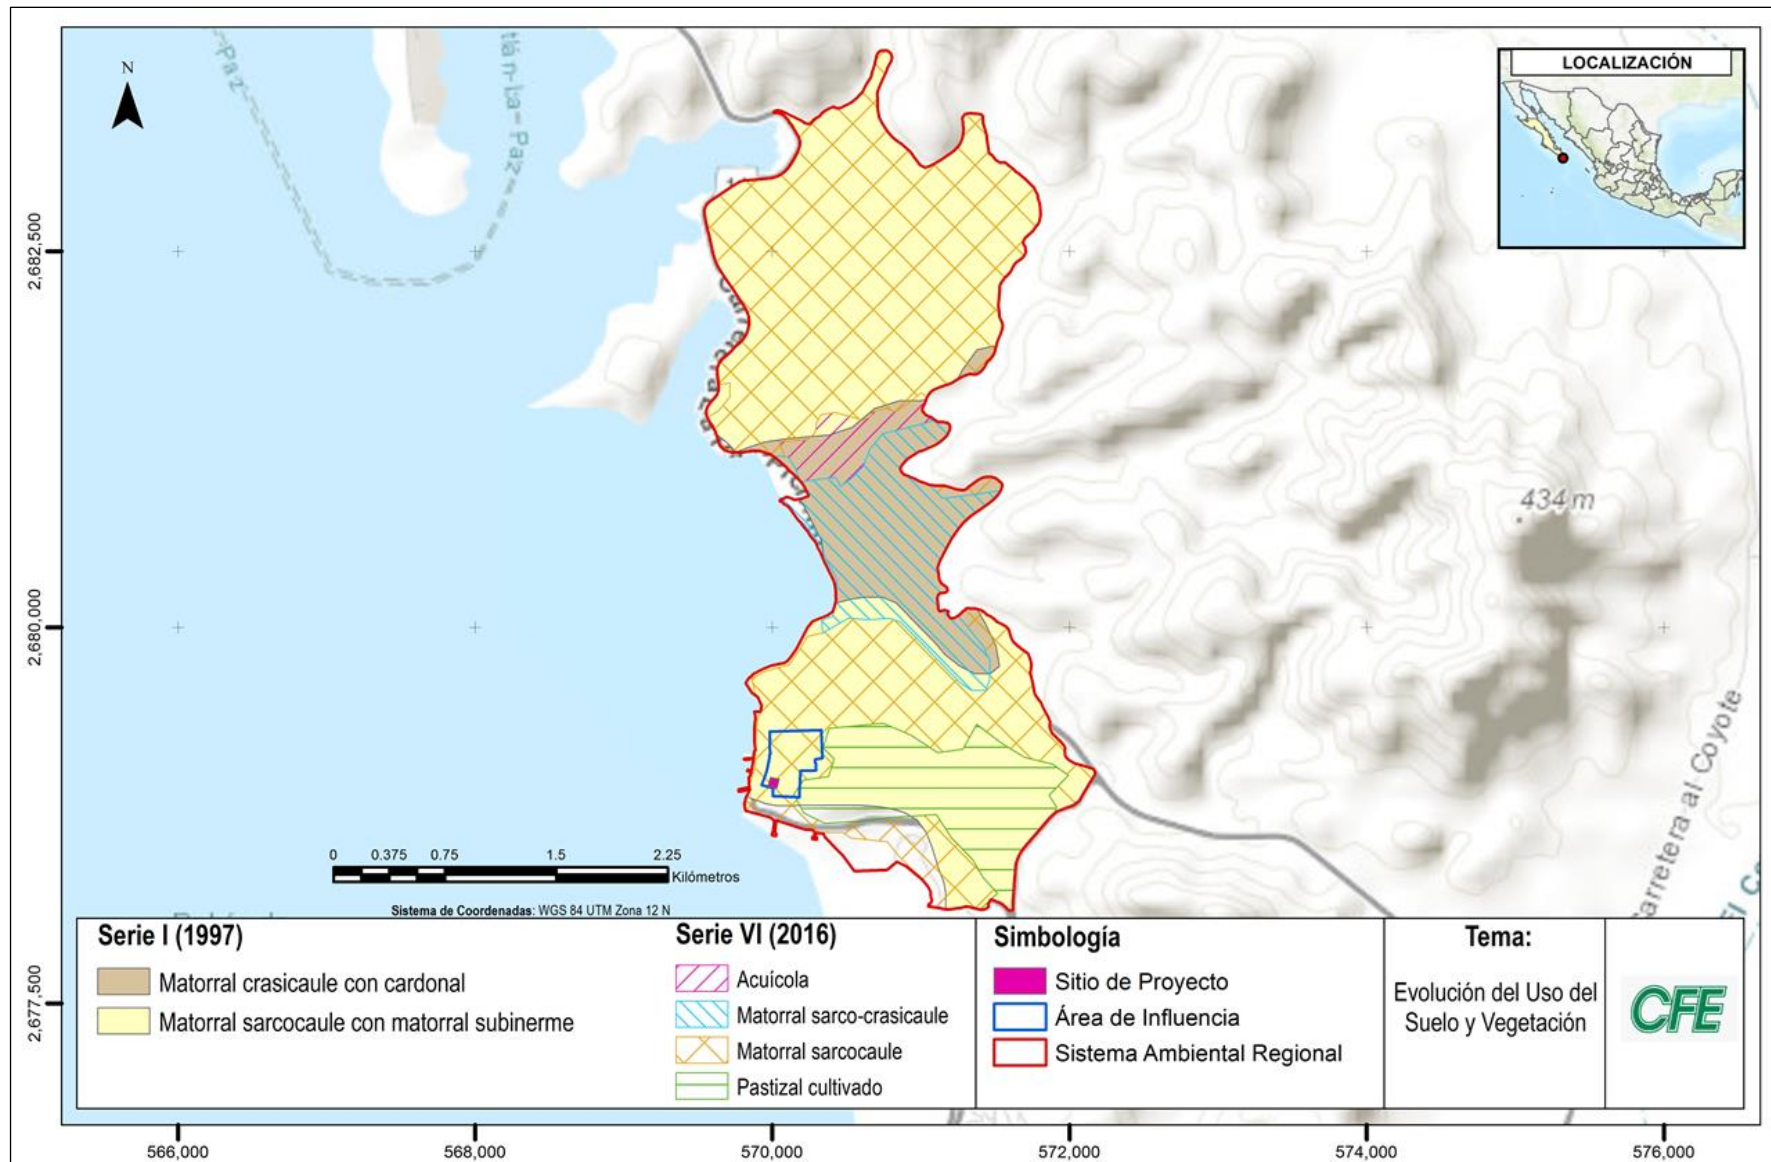 N
LOCALIZACIÓN
Paz
tlán-la-Paz
2,682,500
2,680,000
2,677,500
434 m
Carretera al Coyote
0 0.375 0.75 1.5 2.25
Kilómetros
Sistema de Coordenadas: WGS 84 UTM Zona 12 N
Serie I (1997)
Matorral crasicaule con cardonal
Matorral sarcocaule con matorral subinerme
Serie VI (2016)
Acuícola
Matorral sarco-crasicaule
Matorral sarcocaule
Pastizal cultivado
Simbología
Sitio de Proyecto
Área de Influencia
Sistema Ambiental Regional
Tema:
Evolución del Uso del
Suelo y Vegetación
CFE
566,000 568,000 570,000 572,000 574,000 576,000